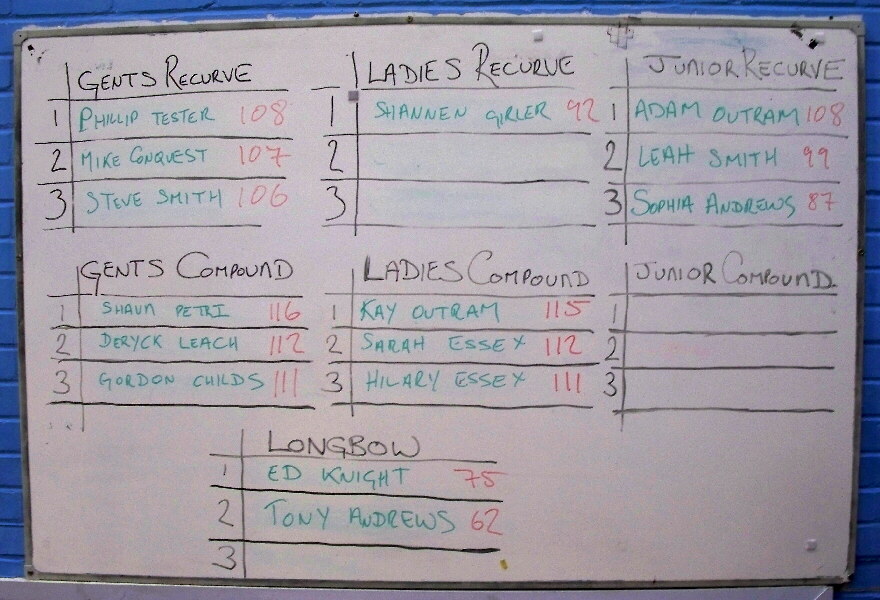 GENTS RECURVE
1 PHILLIP TESTER 108
2 MIKE CONQUEST 107
3 STEVE SMITH 106
LADIES RECURVE
1 SHANNEN GIRLER 92
2
3
JUNIOR RECURVE
1 ADAM OUTRAM 108
2 LEAH SMITH 99
3 SOPHIA ANDREWS 87
GENTS COMPOUND
1 SHAUN PETRI 116
2 DERYCK LEACH 112
3 GORDON CHILDS 111
LADIES COMPOUND
1 KAY OUTRAM 115
2 SARAH ESSEX 112
3 HILARY ESSEX 111
JUNIOR COMPOUND
1
2
3
LONGBOW
1 ED KNIGHT 75
2 TONY ANDREWS 62
3